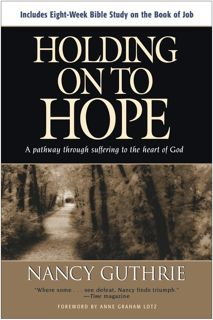 Includes Eight-Week Bible Study on the Book of Job
HOLDING
ON TO
HOPE
A pathway through suffering to the heart of God
NANCY GUTHRIE
"Where some . . . see defeat, Nancy finds triumph."
—Time magazine
FOREWORD BY ANNE GRAHAM LOTZ